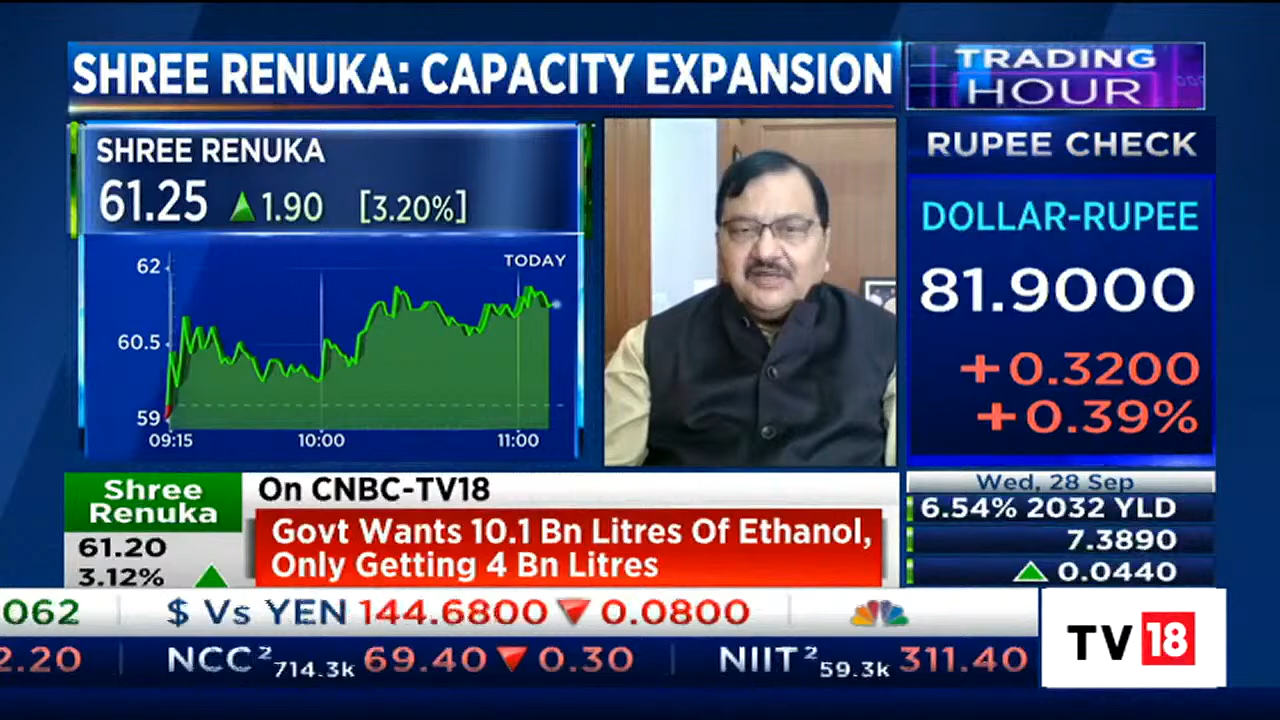 SHREE RENUKA: CAPACITY EXPANSION
TRADING
HOUR
SHREE RENUKA
61.25 ▲ 1.90 [3.20%]
TODAY
62
60.5
59
09:15 10:00 11:00
RUPEE CHECK
DOLLAR-RUPEE
81.9000
+0.3200
+0.39%
Wed, 28 Sep
6.54% 2032 YLD
7.3890
▲ 0.0440
Shree
Renuka
61.20
3.12% ▲
On CNBC-TV18
Govt Wants 10.1 Bn Litres Of Ethanol,
Only Getting 4 Bn Litres
062 $ Vs YEN 144.6800 ▼ 0.0800
2.20 NCC² 714.3k 69.40 ▼ 0.30 NIIT² 59.3k 311.40
TV18